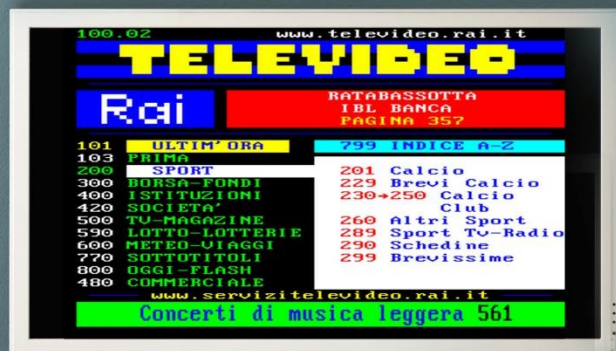 100.02 www.televideo.rai.it
TELEVIDEO
Rai
RATABASSOTTA
IBL BANCA
PAGINA 357
101 ULTIM'ORA
103 PRIMA
200 SPORT
300 BORSA-FONDI
400 ISTITUZIONI
420 SOCIETA'
500 TV-MAGAZINE
590 LOTTO-LOTTERIE
600 METEO-VIAGGI
770 SOTTOTITOLI
800 OGGI-FLASH
480 COMMERCIALE
799 INDICE A-Z
201 Calcio
229 Brevi Calcio
230→250 Calcio
Club
260 Altri Sport
289 Sport Tv-Radio
290 Schedine
299 Brevissime
www.servizitelevideo.rai.it
Concerti di musica leggera 561